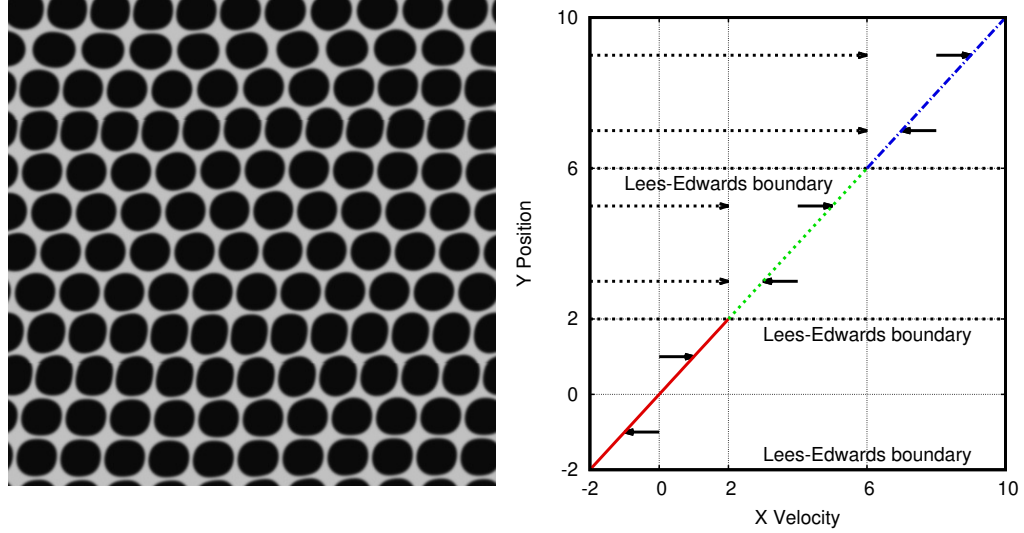 10
6
Lees-Edwards boundary
Y Position
2
Lees-Edwards boundary
0
Lees-Edwards boundary
-2
-2 0 2 6 10
X Velocity